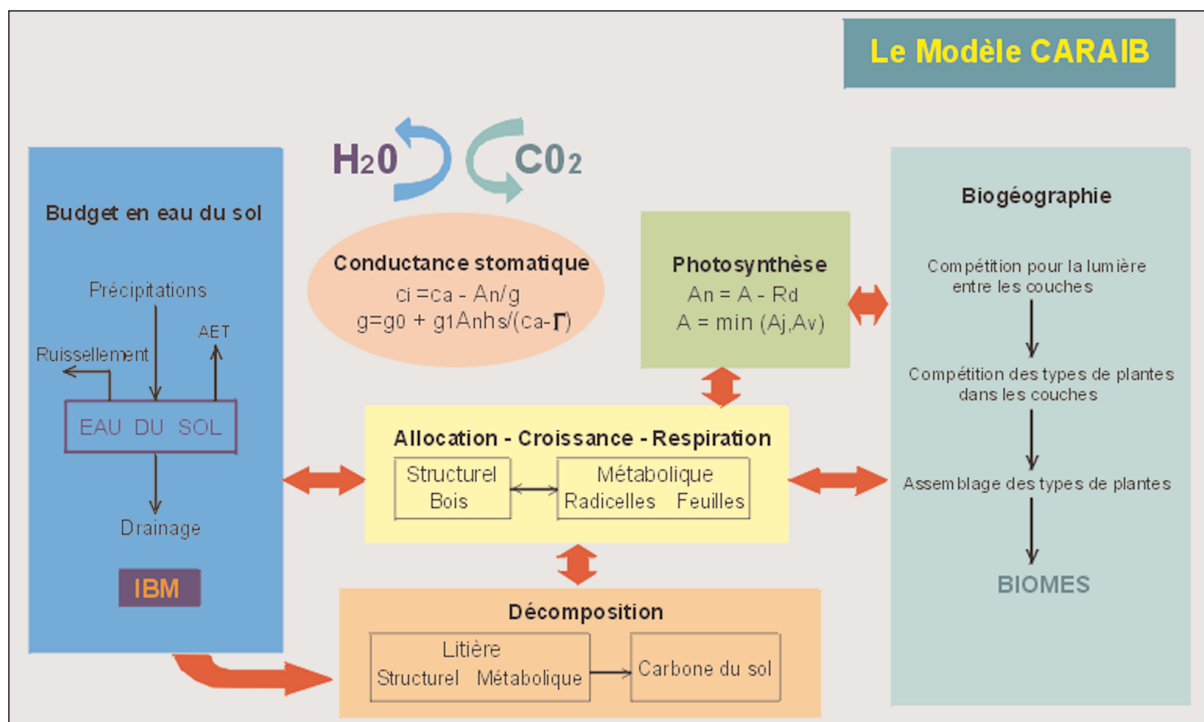 Le Modèle CARAIB
H20
C02
Budget en eau du sol
Précipitations
AET
Ruissellement
EAU DU SOL
Drainage
IBM
Conductance stomatique
ci =ca - An/g
g=g0 + g1Anhs/(ca-Γ)
Photosynthèse
An = A - Rd
A = min (Aj,Av)
Allocation - Croissance - Respiration
Structurel
Bois
Métabolique
Radicelles Feuilles
Décomposition
Litière
Structurel Métabolique
Carbone du sol
Biogéographie
Compétition pour la lumière
entre les couches
Compétition des types de plantes
dans les couches
Assemblage des types de plantes
BIOMES